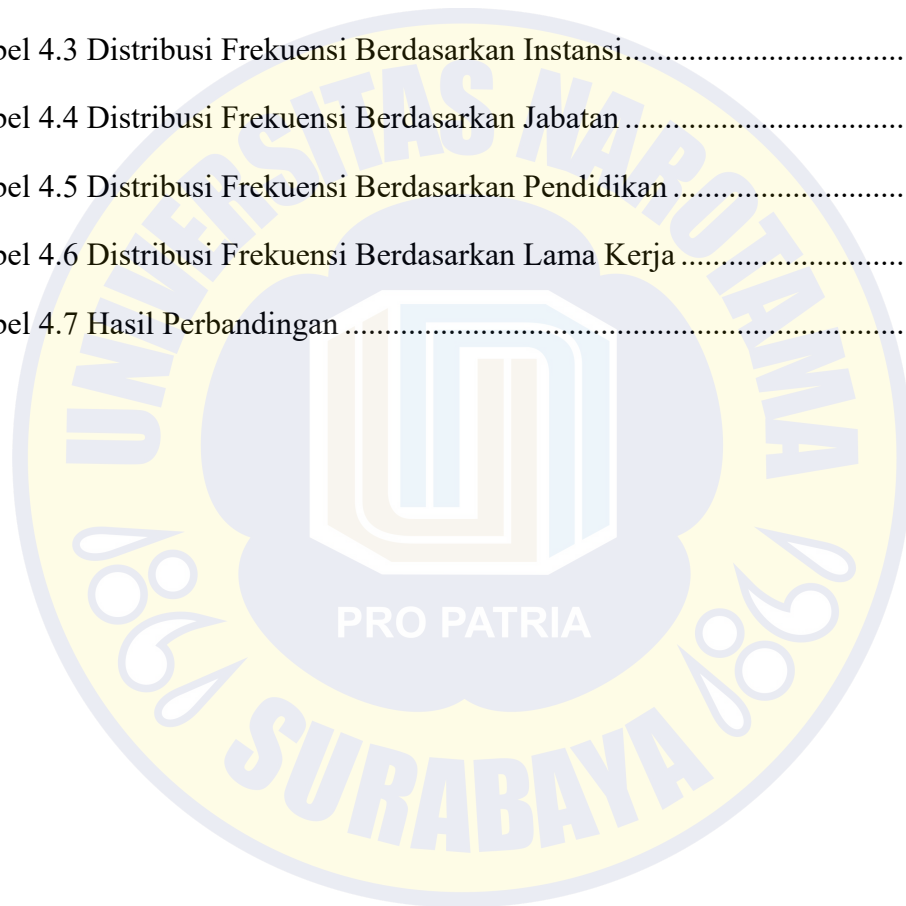 bel 4.3 Distribusi Frekuensi Berdasarkan Instansi..................................
bel 4.4 Distribusi Frekuensi Berdasarkan Jabatan ..................................
bel 4.5 Distribusi Frekuensi Berdasarkan Pendidikan .............................
bel 4.6 Distribusi Frekuensi Berdasarkan Lama Kerja ............................
bel 4.7 Hasil Perbandingan ......................................................................
UNIVERSITAS NAROTAMA
PRO PATRIA
SURABAYA